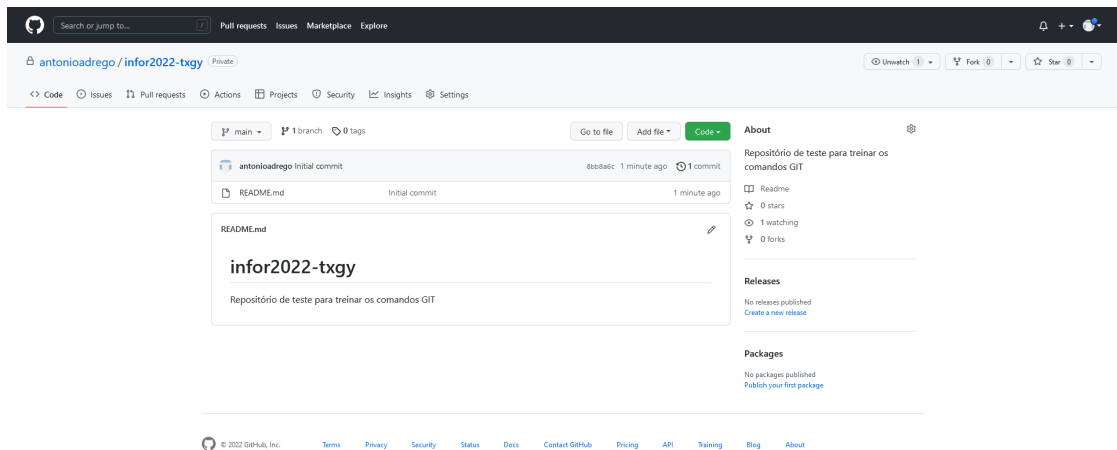 Search or jump to... / Pull requests Issues Marketplace Explore
antonioadrego / infor2022-txgy Private
Unwatch 1 Fork 0 Star 0
Code Issues Pull requests Actions Projects Security Insights Settings
main 1 branch 0 tags Go to file Add file Code
antonioadrego Initial commit 8bb8a6c 1 minute ago 1 commit
README.md Initial commit 1 minute ago
README.md
infor2022-txgy
Repositório de teste para treinar os comandos GIT
About
Repositório de teste para treinar os
comandos GIT
Readme
0 stars
1 watching
0 forks
Releases
No releases published
Create a new release
Packages
No packages published
Publish your first package
© 2022 GitHub, Inc. Terms Privacy Security Status Docs Contact GitHub Pricing API Training Blog About